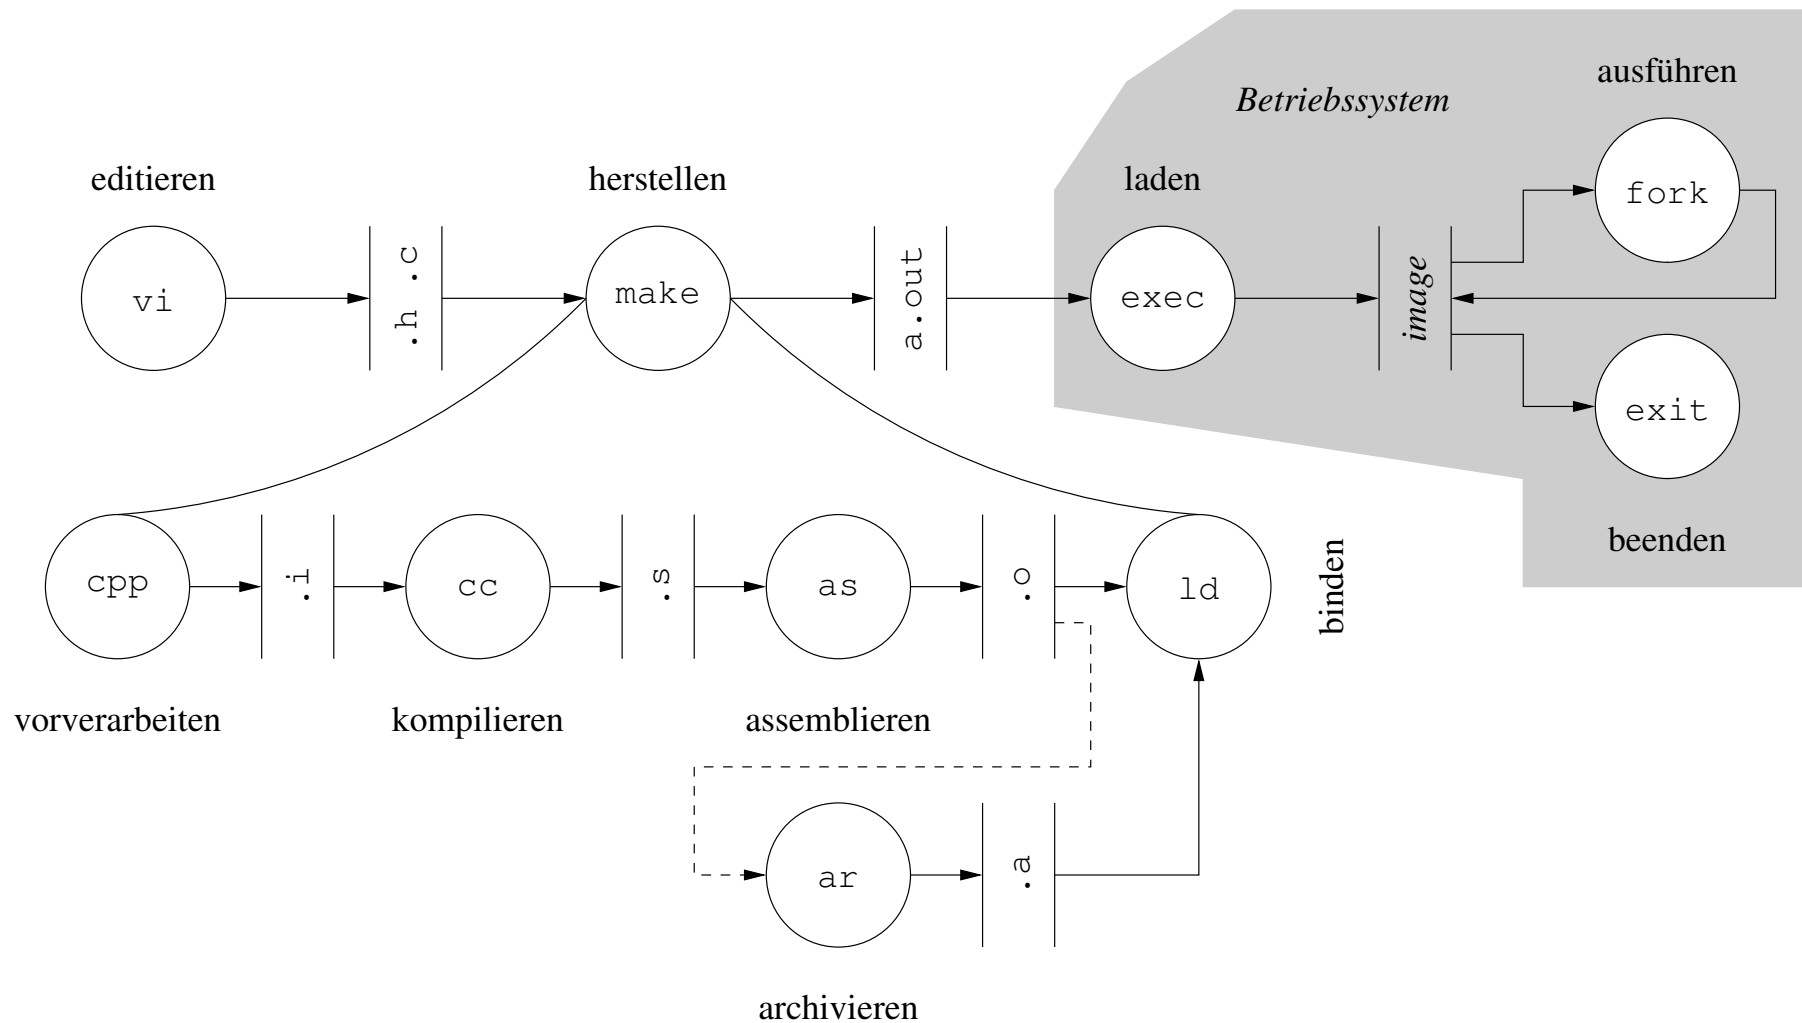 ausführen
Betriebssystem
editieren
herstellen
laden
fork
vi
.h .c
make
a.out
exec
image
exit
beenden
cpp
.i
cc
.s
as
.o
ld
binden
vorverarbeiten
kompilieren
assemblieren
ar
.a
archivieren